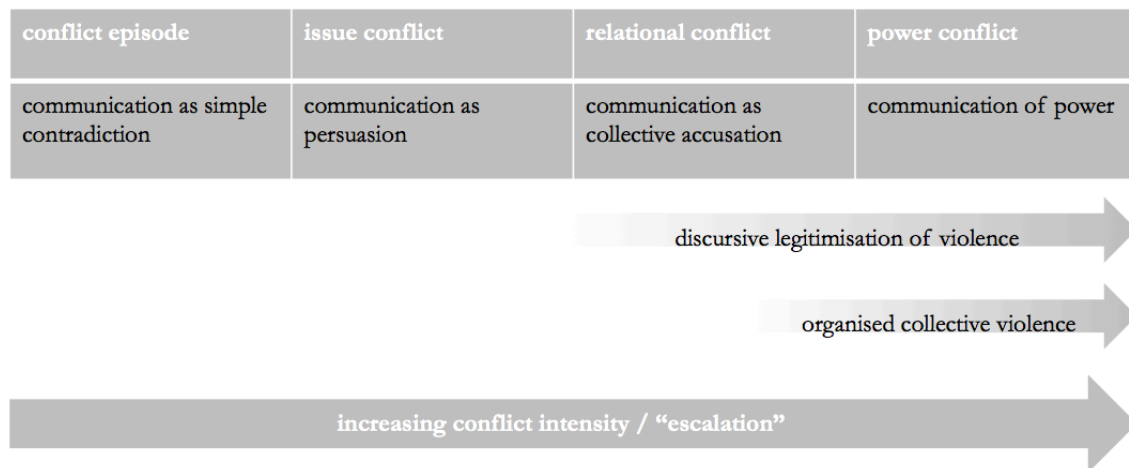 conflict episode
issue conflict
relational conflict
power conflict
communication as simple
contradiction
communication as
persuasion
communication as
collective accusation
communication of power
discursive legitimisation of violence
organised collective violence
increasing conflict intensity / “escalation”